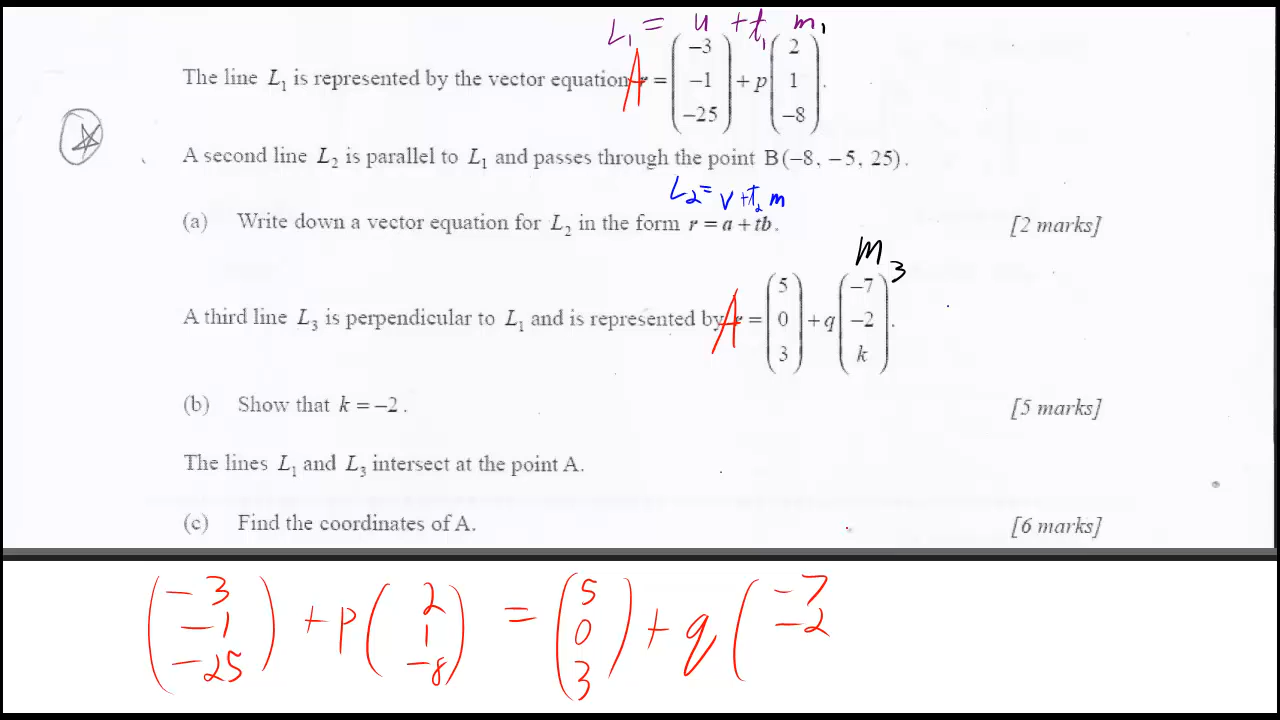 L₁ = u + t₁ m₁
The line L₁ is represented by the vector equation A = (−3, −1, −25) + p (2, 1, −8).
A second line L₂ is parallel to L₁ and passes through the point B(−8, −5, 25).
L₂ = v + t₂ m
(a) Write down a vector equation for L₂ in the form r = a + tb. [2 marks]
m₃
A third line L₃ is perpendicular to L₁ and is represented by A = (5, 0, 3) + q (−7, −2, k).
(b) Show that k = −2. [5 marks]
The lines L₁ and L₃ intersect at the point A.
(c) Find the coordinates of A. [6 marks]
(−3, −1, −25) + p (2, 1, −8) = (5, 0, 3) + q (−7, −2